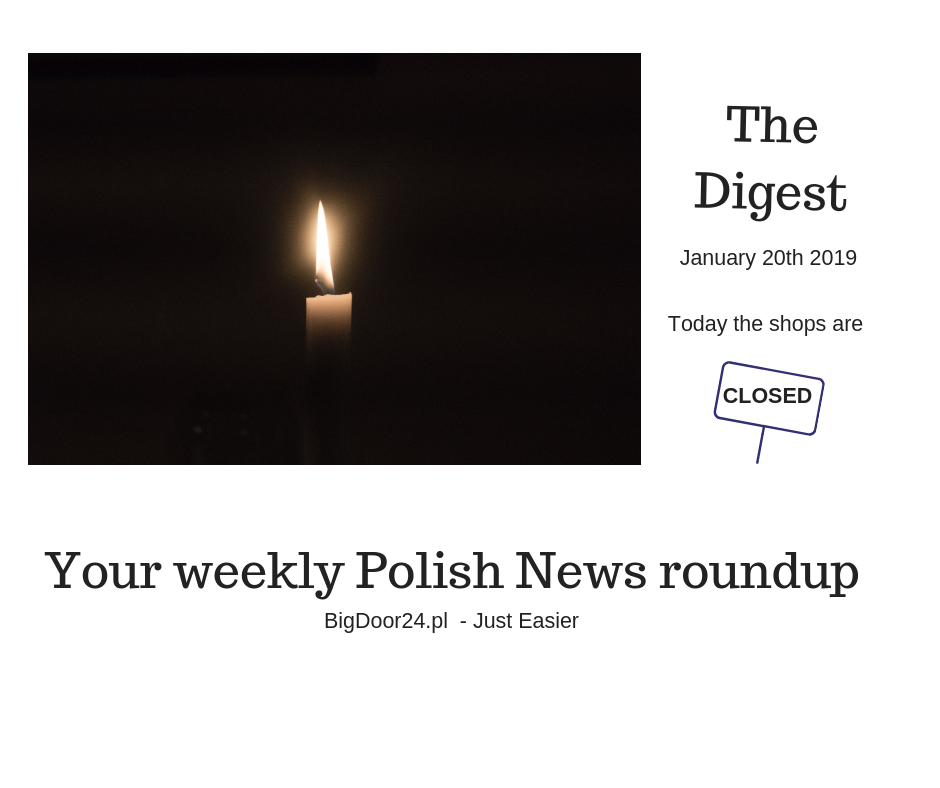 The
Digest
January 20th 2019
Today the shops are
CLOSED
Your weekly Polish News roundup
BigDoor24.pl  - Just Easier